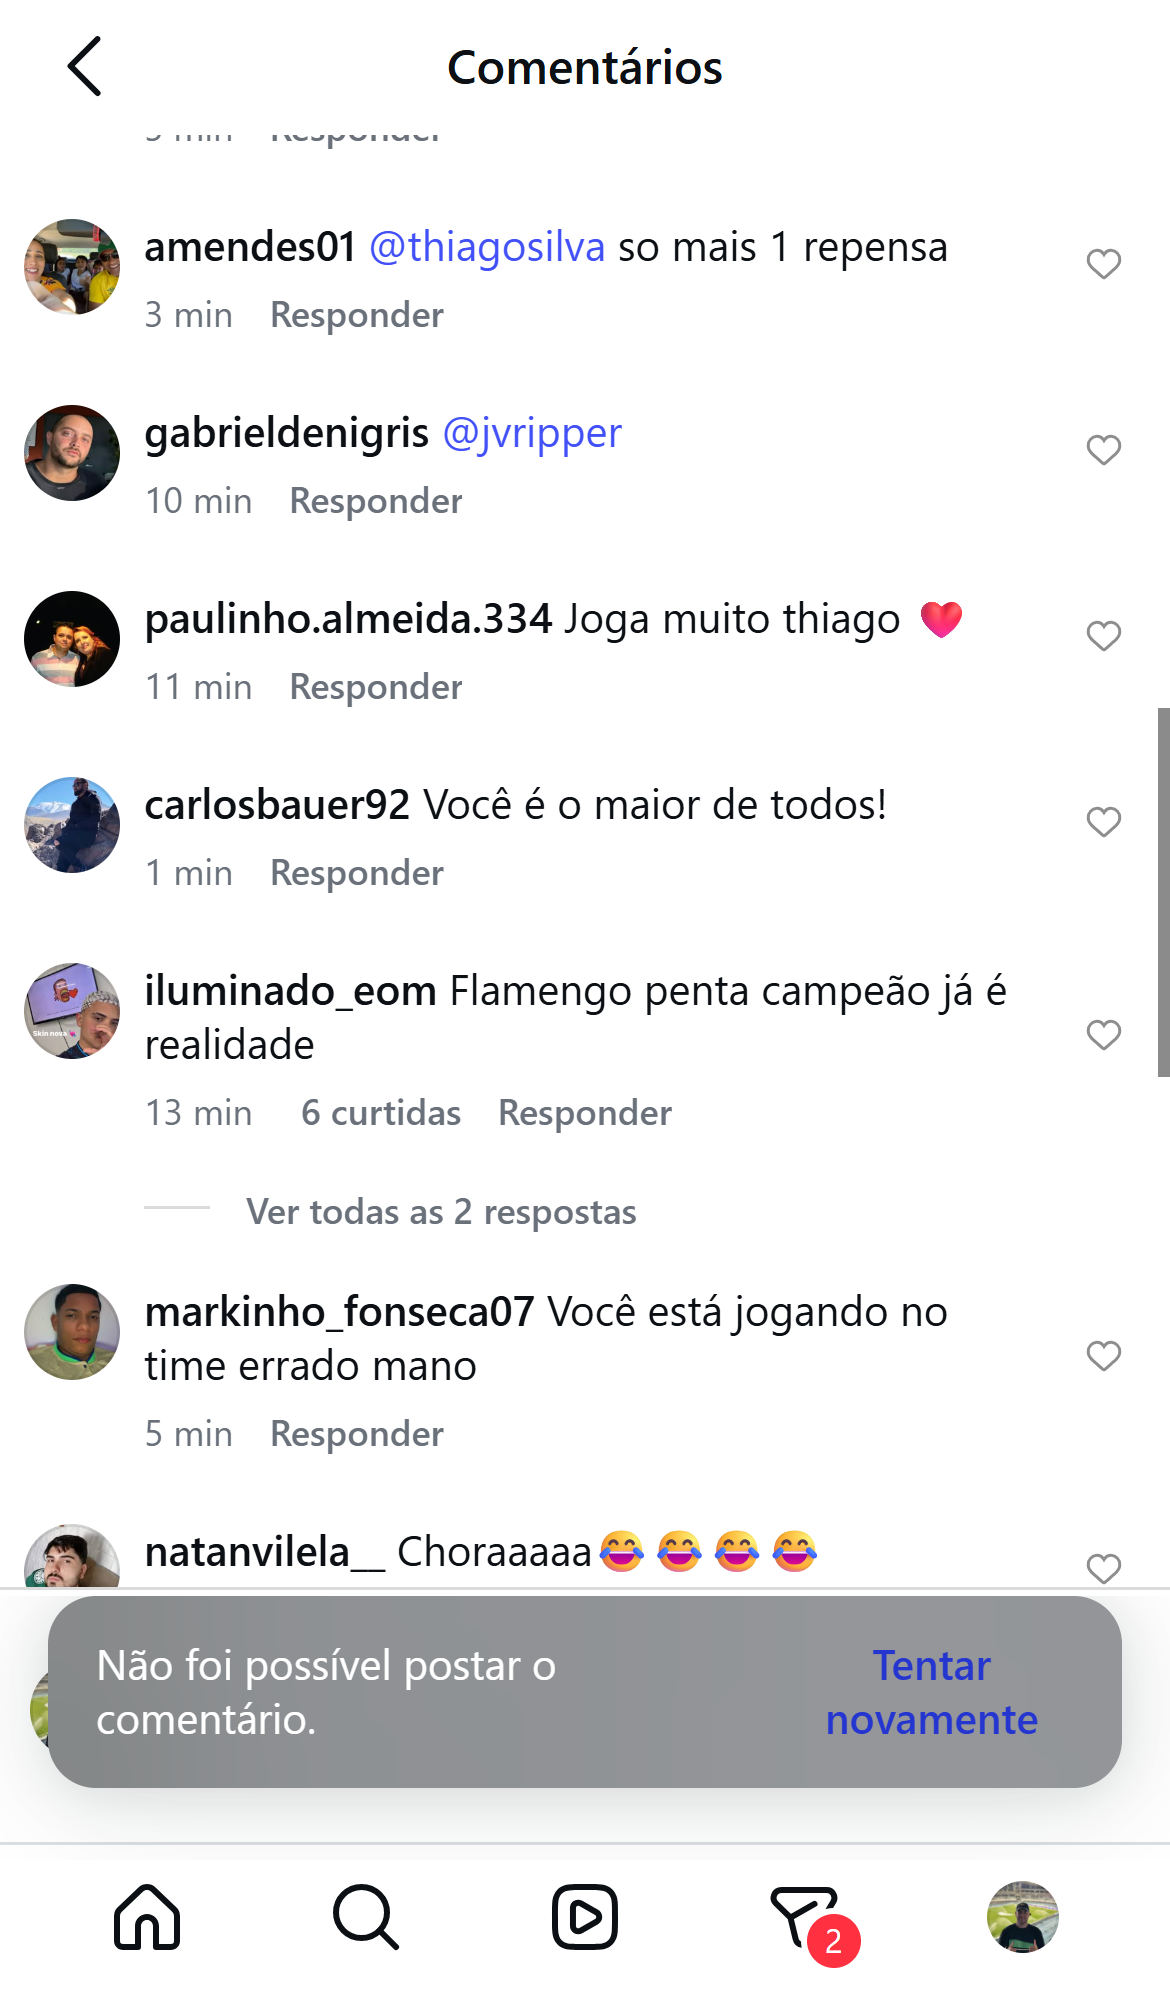 Comentários
Responder
amendes01 @thiagosilva so mais 1 repensa
3 min Responder
gabrieldenigris @jvripper
10 min Responder
paulinho.almeida.334 Joga muito thiago ❤️
11 min Responder
carlosbauer92 Você é o maior de todos!
1 min Responder
iluminado_eom Flamengo penta campeão já é
realidade
13 min 6 curtidas Responder
Ver todas as 2 respostas
markinho_fonseca07 Você está jogando no
time errado mano
5 min Responder
natanvilela__ Choraaaaa😂😂😂😂
Não foi possível postar o
comentário.
Tentar
novamente
2